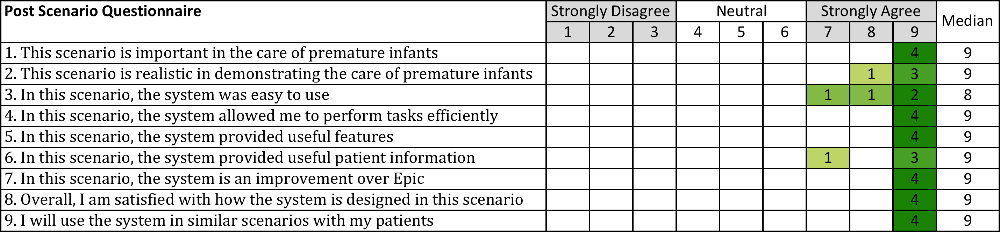 Post Scenario Questionnaire Strongly Disagree Neutral Strongly Agree Median
1 2 3 4 5 6 7 8 9
1. This scenario is important in the care of premature infants 4 9
2. This scenario is realistic in demonstrating the care of premature infants 1 3 9
3. In this scenario, the system was easy to use 1 1 2 8
4. In this scenario, the system allowed me to perform tasks efficiently 4 9
5. In this scenario, the system provided useful features 4 9
6. In this scenario, the system provided useful patient information 1 3 9
7. In this scenario, the system is an improvement over Epic 4 9
8. Overall, I am satisfied with how the system is designed in this scenario 4 9
9. I will use the system in similar scenarios with my patients 4 9